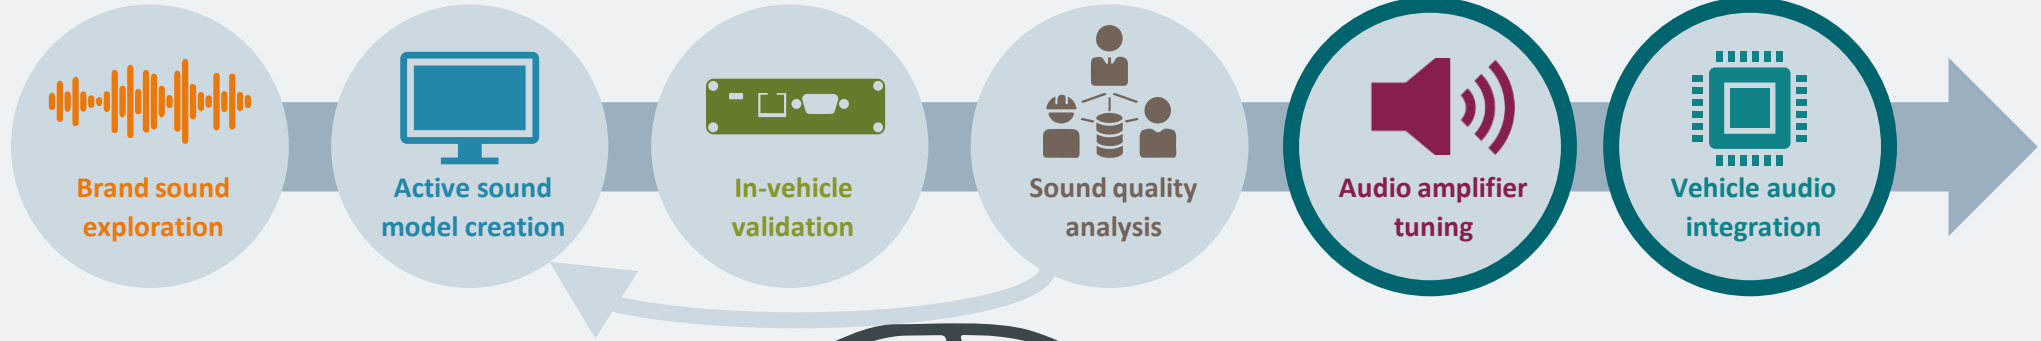 Brand sound
exploration
Active sound
model creation
In-vehicle
validation
Sound quality
analysis
Audio amplifier
tuning
Vehicle audio
integration